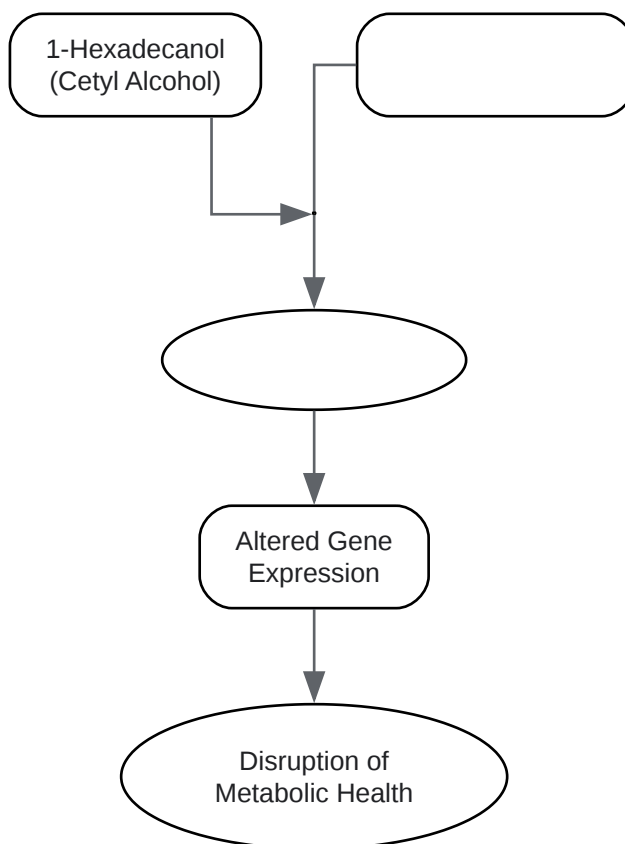 1-Hexadecanol
(Cetyl Alcohol)
Altered Gene
Expression
Disruption of
Metabolic Health